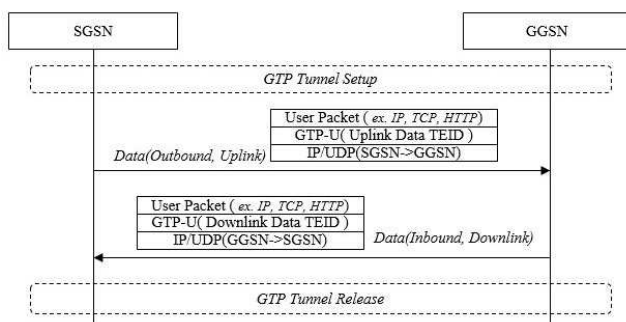 SGSN
GGSN
GTP Tunnel Setup
User Packet ( ex. IP, TCP, HTTP)
GTP-U( Uplink Data TEID )
IP/UDP(SGSN->GGSN)
Data(Outbound, Uplink)
User Packet ( ex. IP, TCP, HTTP)
GTP-U( Downlink Data TEID )
IP/UDP(GGSN->SGSN)
Data(Inbound, Downlink)
GTP Tunnel Release